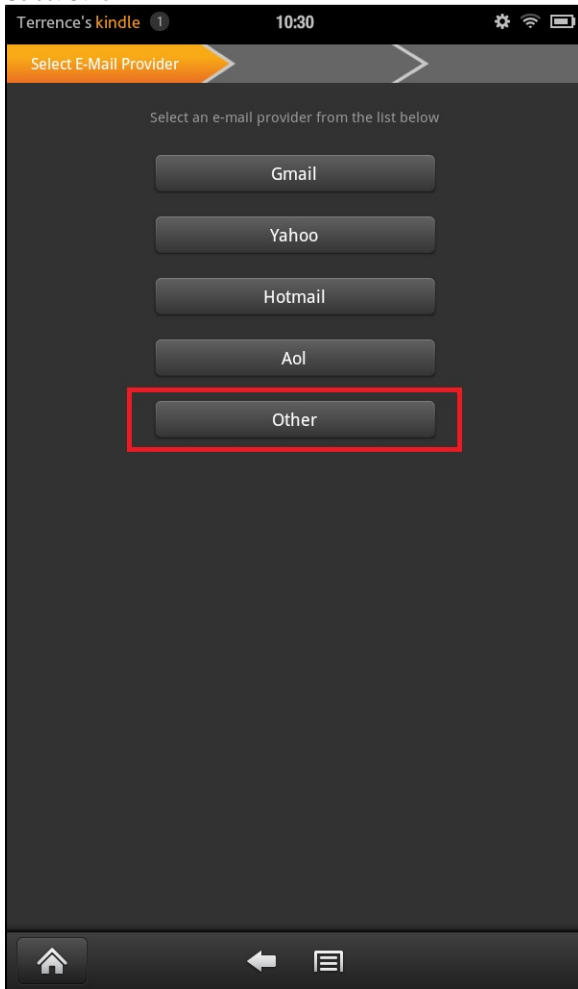 Terrence's kindle 1 10:30
Select E-Mail Provider
Select an e-mail provider from the list below
Gmail
Yahoo
Hotmail
Aol
Other